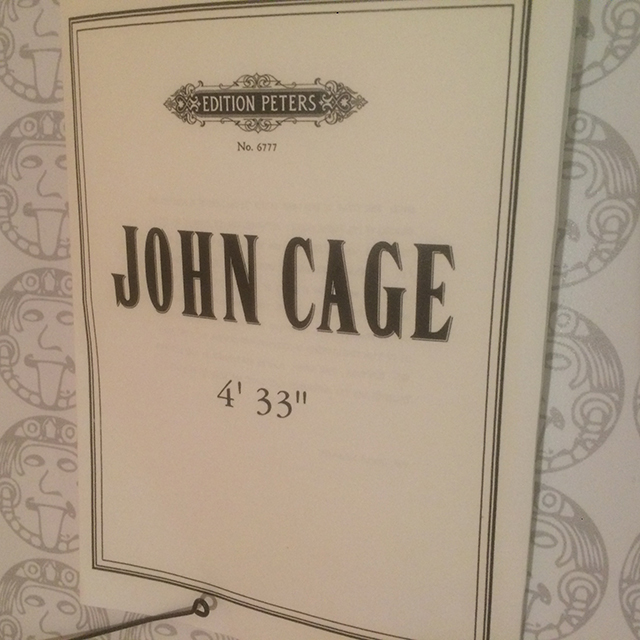 EDITION PETERS
No. 6777
JOHN CAGE
4' 33"